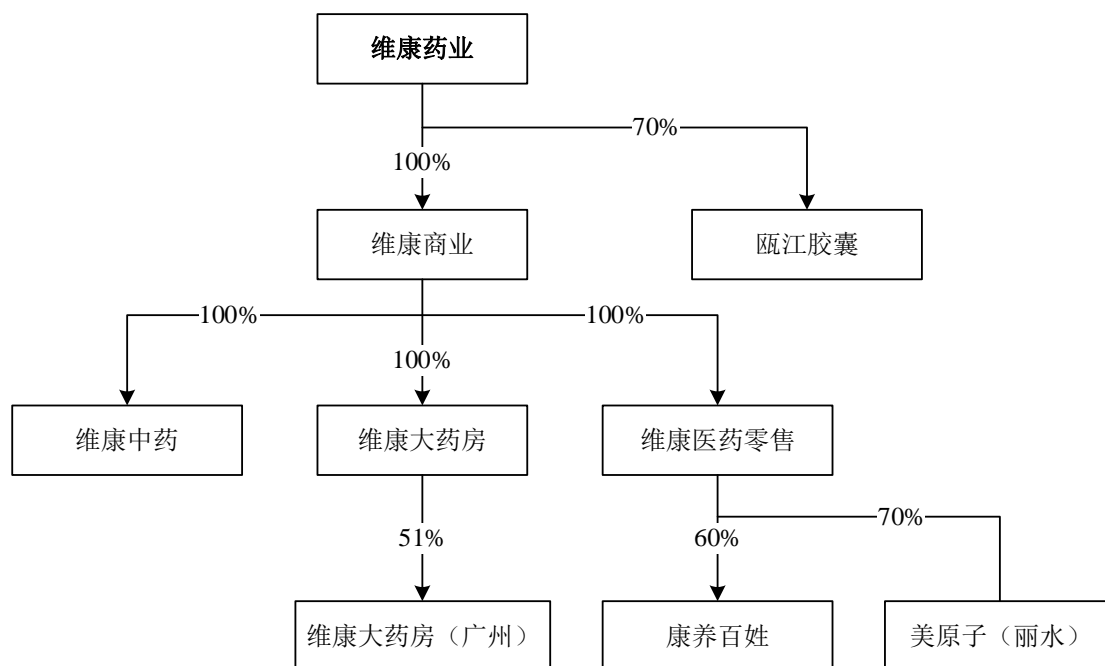 维康药业
70%
100%
维康商业
瓯江胶囊
100%
100%
100%
维康中药
维康大药房
维康医药零售
51%
60%
70%
维康大药房（广州）
康养百姓
美原子（丽水）